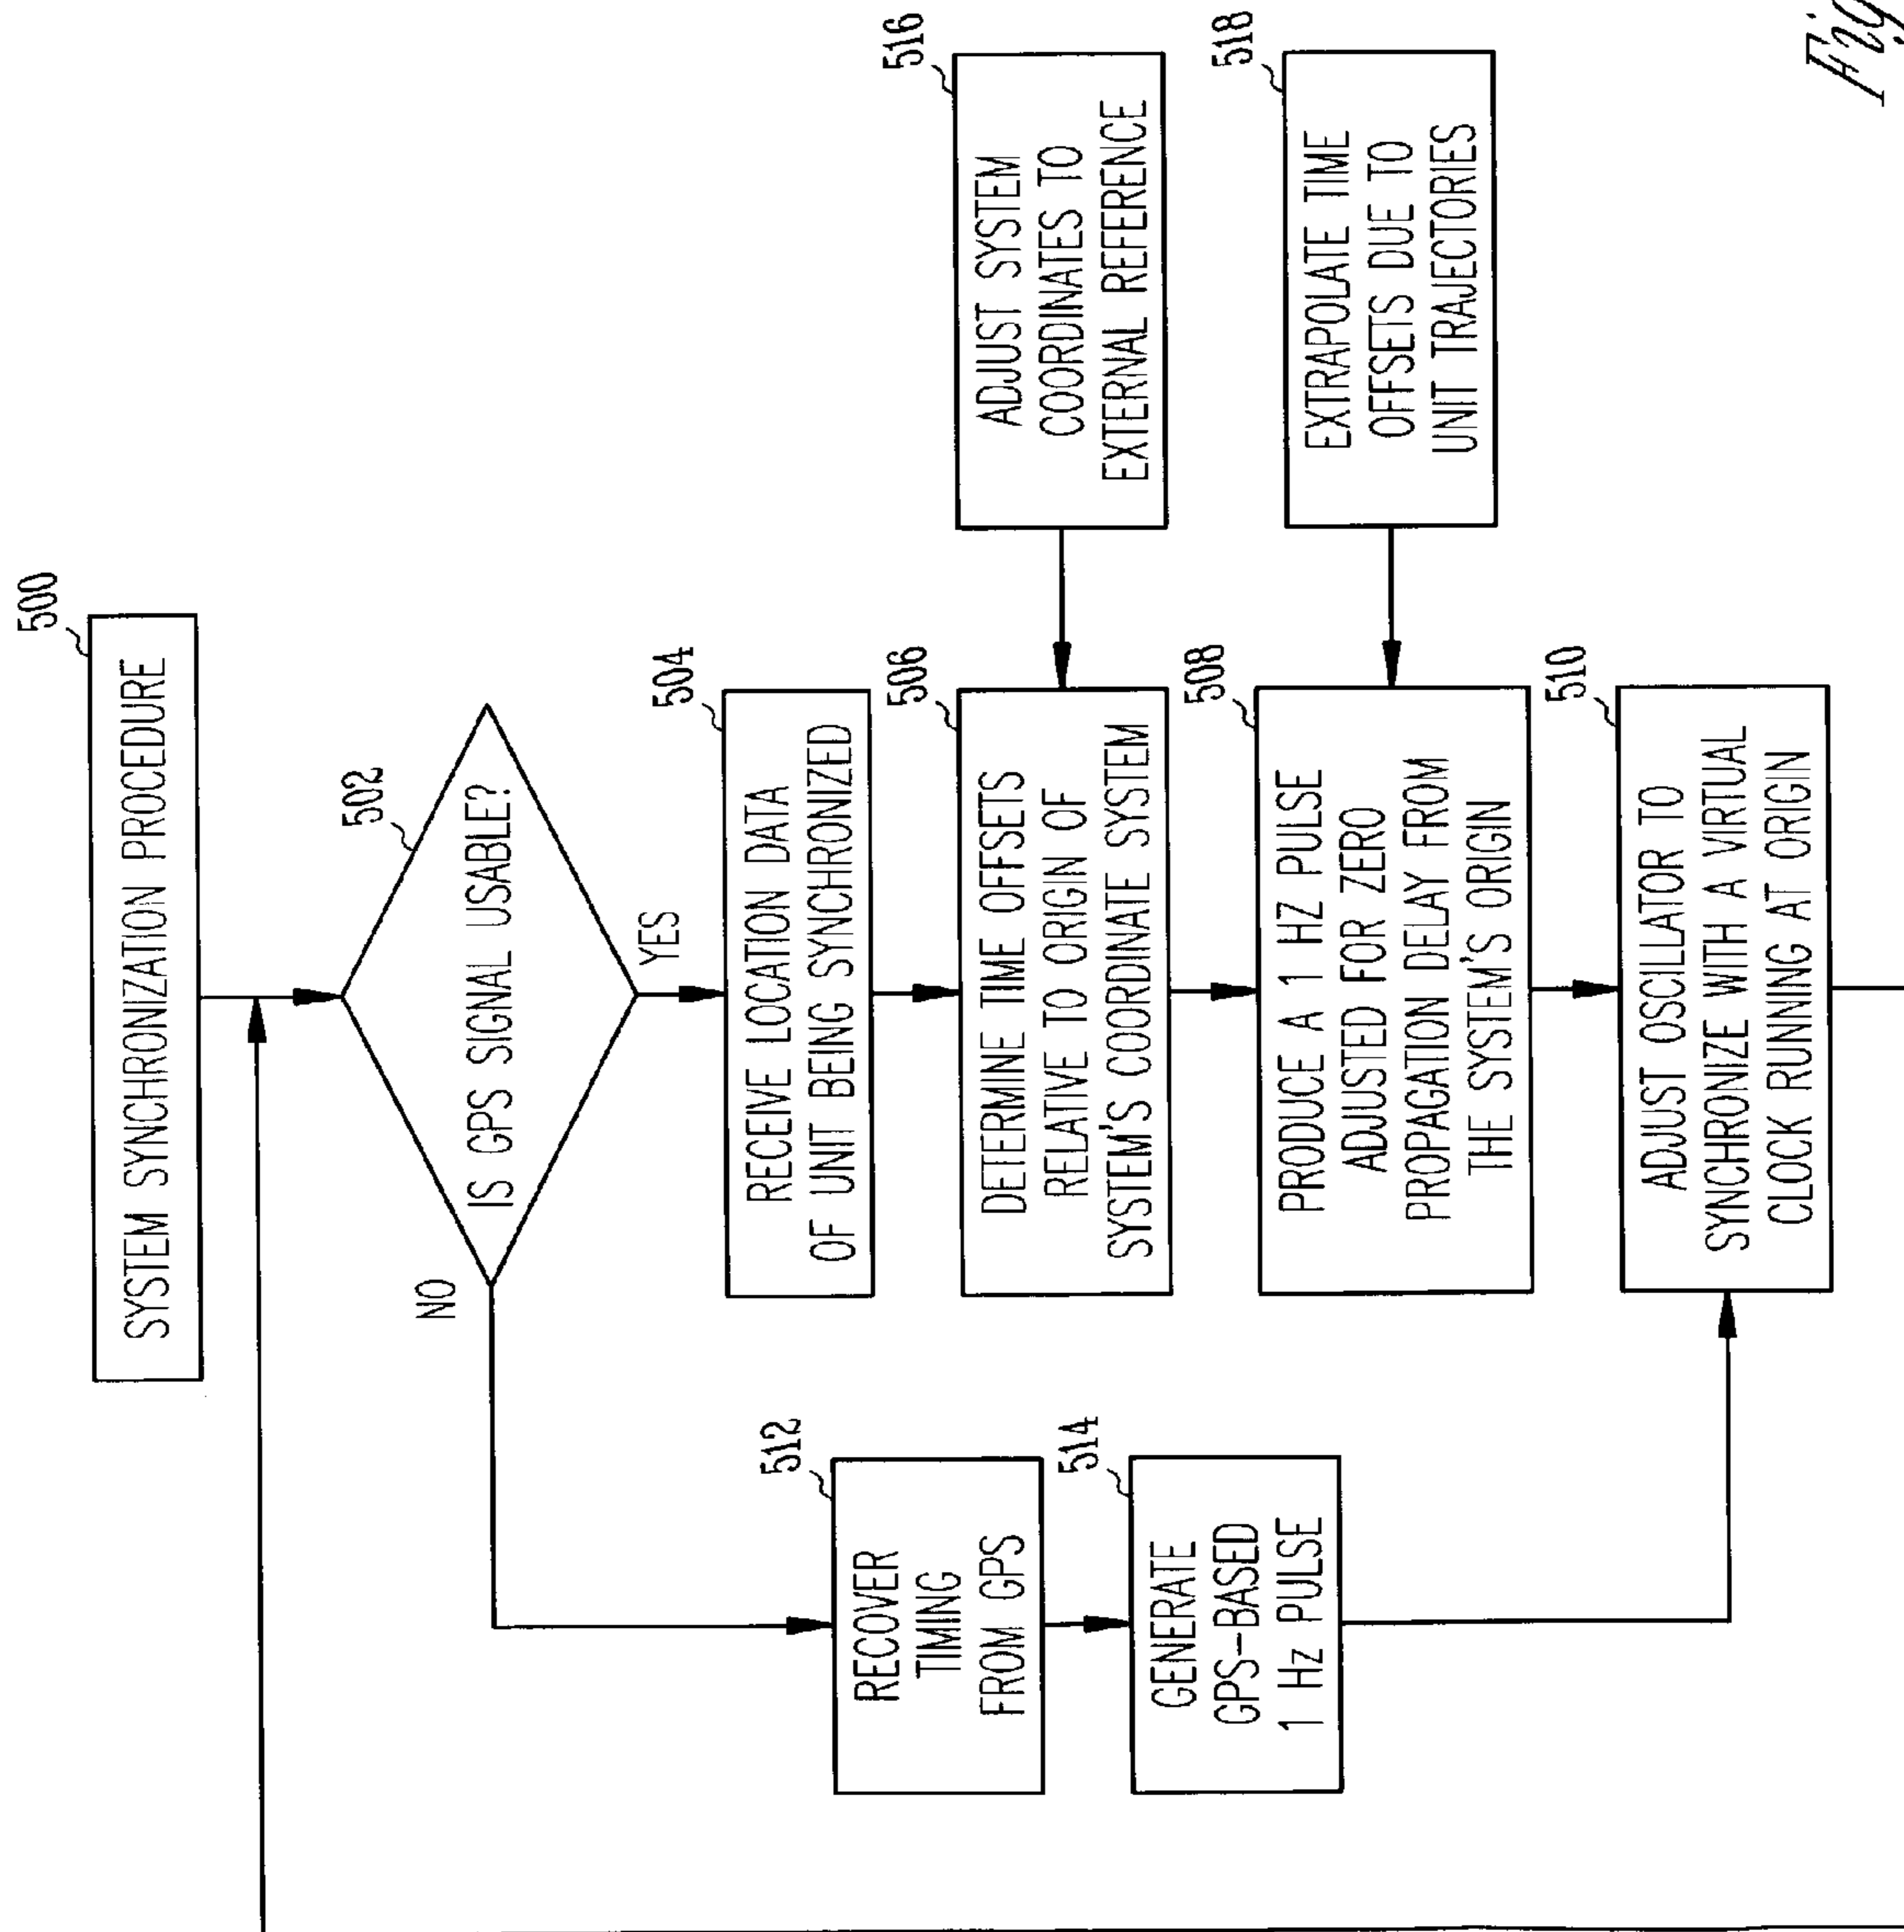 500
SYSTEM SYNCHRONIZATION PROCEDURE
502
IS GPS SIGNAL USABLE?
NO
YES
504
RECEIVE LOCATION DATA
OF UNIT BEING SYNCHRONIZED
506
DETERMINE TIME OFFSETS
RELATIVE TO ORIGIN OF
SYSTEM'S COORDINATE SYSTEM
516
ADJUST SYSTEM
COORDINATES TO
EXTERNAL REFERENCE
508
PRODUCE A 1 HZ PULSE
ADJUSTED FOR ZERO
PROPAGATION DELAY FROM
THE SYSTEM'S ORIGIN
518
EXTRAPOLATE TIME
OFFSETS DUE TO
UNIT TRAJECTORIES
510
ADJUST OSCILLATOR TO
SYNCHRONIZE WITH A VIRTUAL
CLOCK RUNNING AT ORIGIN
512
RECOVER
TIMING
FROM GPS
514
GENERATE
GPS-BASED
1 Hz PULSE
Fig